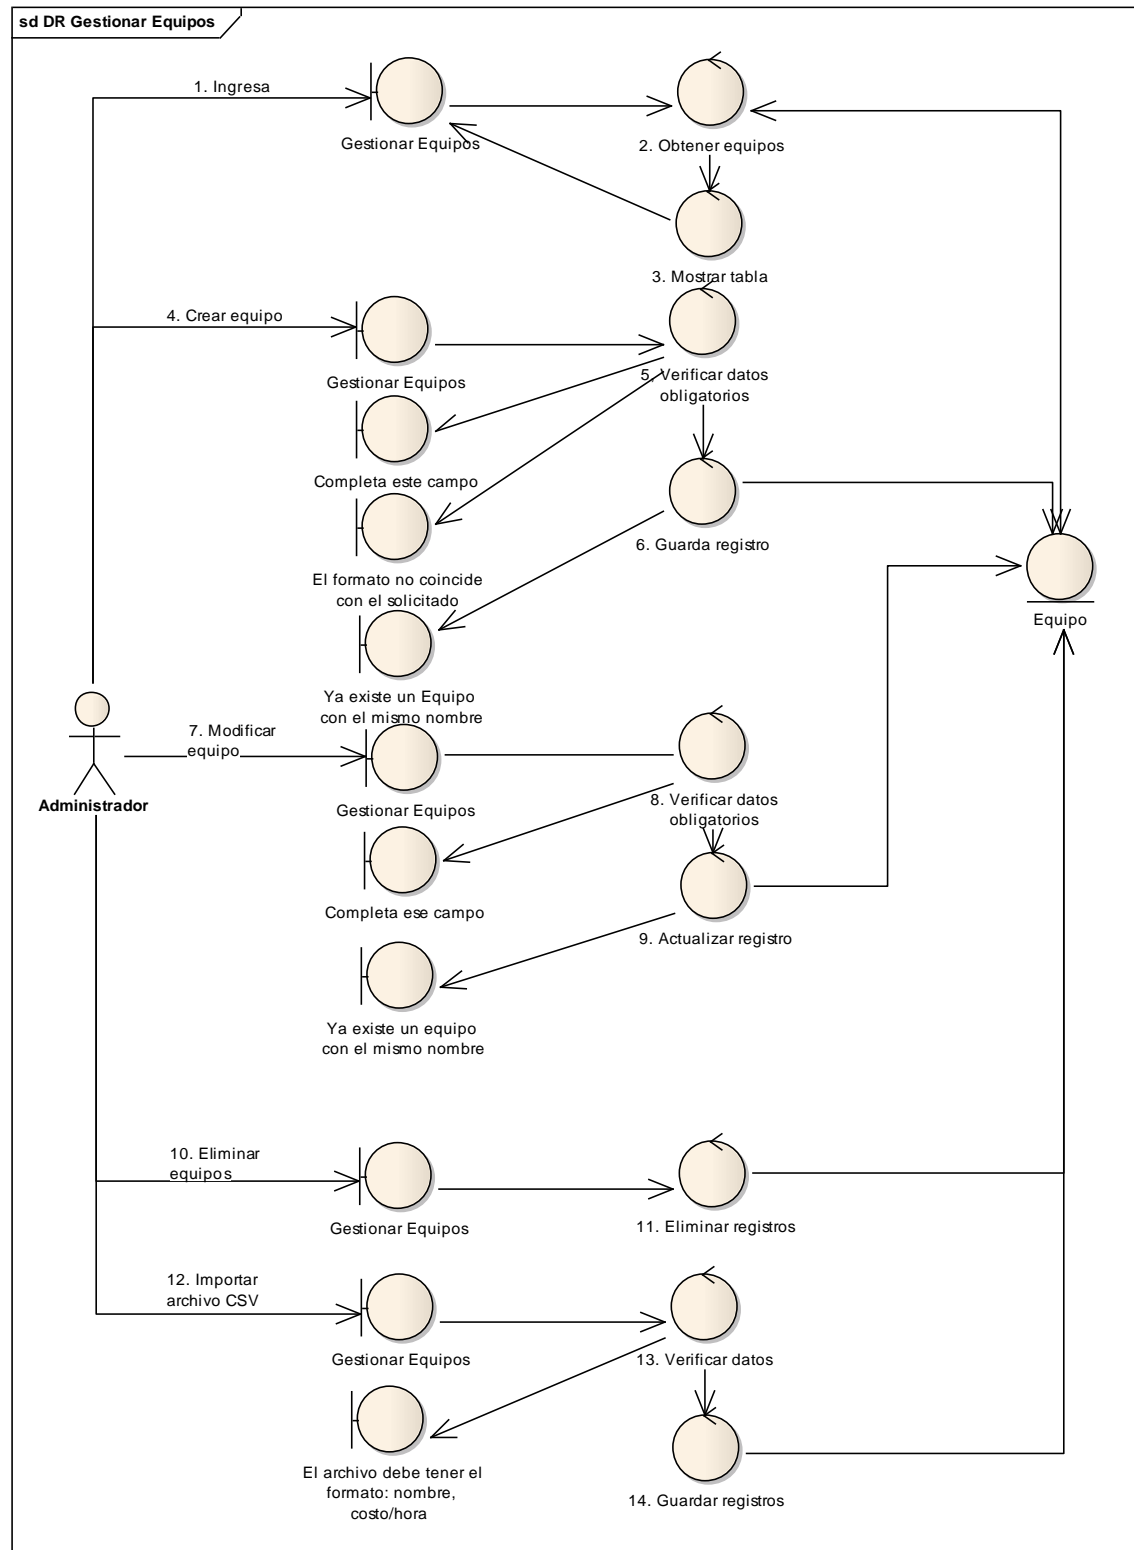 sd DR Gestionar Equipos
1. Ingresa
Gestionar Equipos
2. Obtener equipos
3. Mostrar tabla
4. Crear equipo
Gestionar Equipos
5. Verificar datos
obligatorios
Completa este campo
6. Guarda registro
El formato no coincide
con el solicitado
Equipo
Ya existe un Equipo
con el mismo nombre
7. Modificar
equipo
Administrador
Gestionar Equipos
8. Verificar datos
obligatorios
Completa ese campo
9. Actualizar registro
Ya existe un equipo
con el mismo nombre
10. Eliminar
equipos
Gestionar Equipos
11. Eliminar registros
12. Importar
archivo CSV
Gestionar Equipos
13. Verificar datos
El archivo debe tener el
formato: nombre,
costo/hora
14. Guardar registros